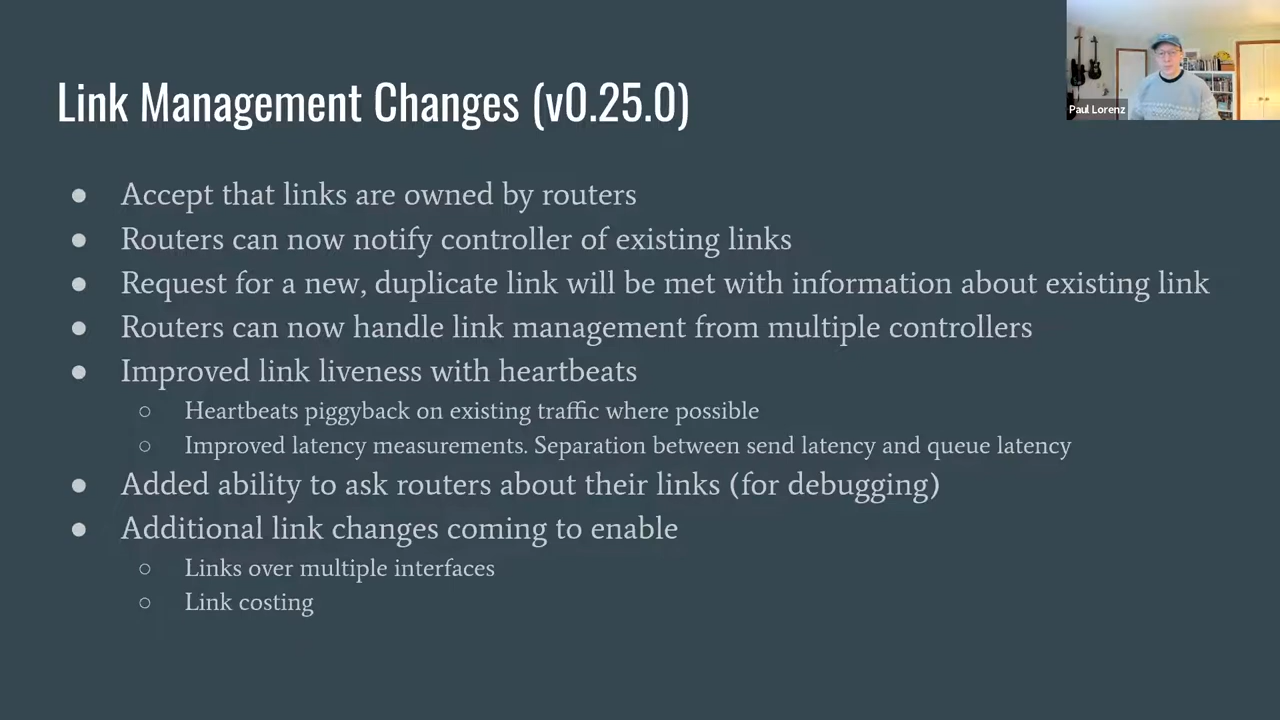 Paul Lorenz
Link Management Changes (v0.25.0)
● Accept that links are owned by routers
● Routers can now notify controller of existing links
● Request for a new, duplicate link will be met with information about existing link
● Routers can now handle link management from multiple controllers
● Improved link liveness with heartbeats
○ Heartbeats piggyback on existing traffic where possible
○ Improved latency measurements. Separation between send latency and queue latency
● Added ability to ask routers about their links (for debugging)
● Additional link changes coming to enable
○ Links over multiple interfaces
○ Link costing